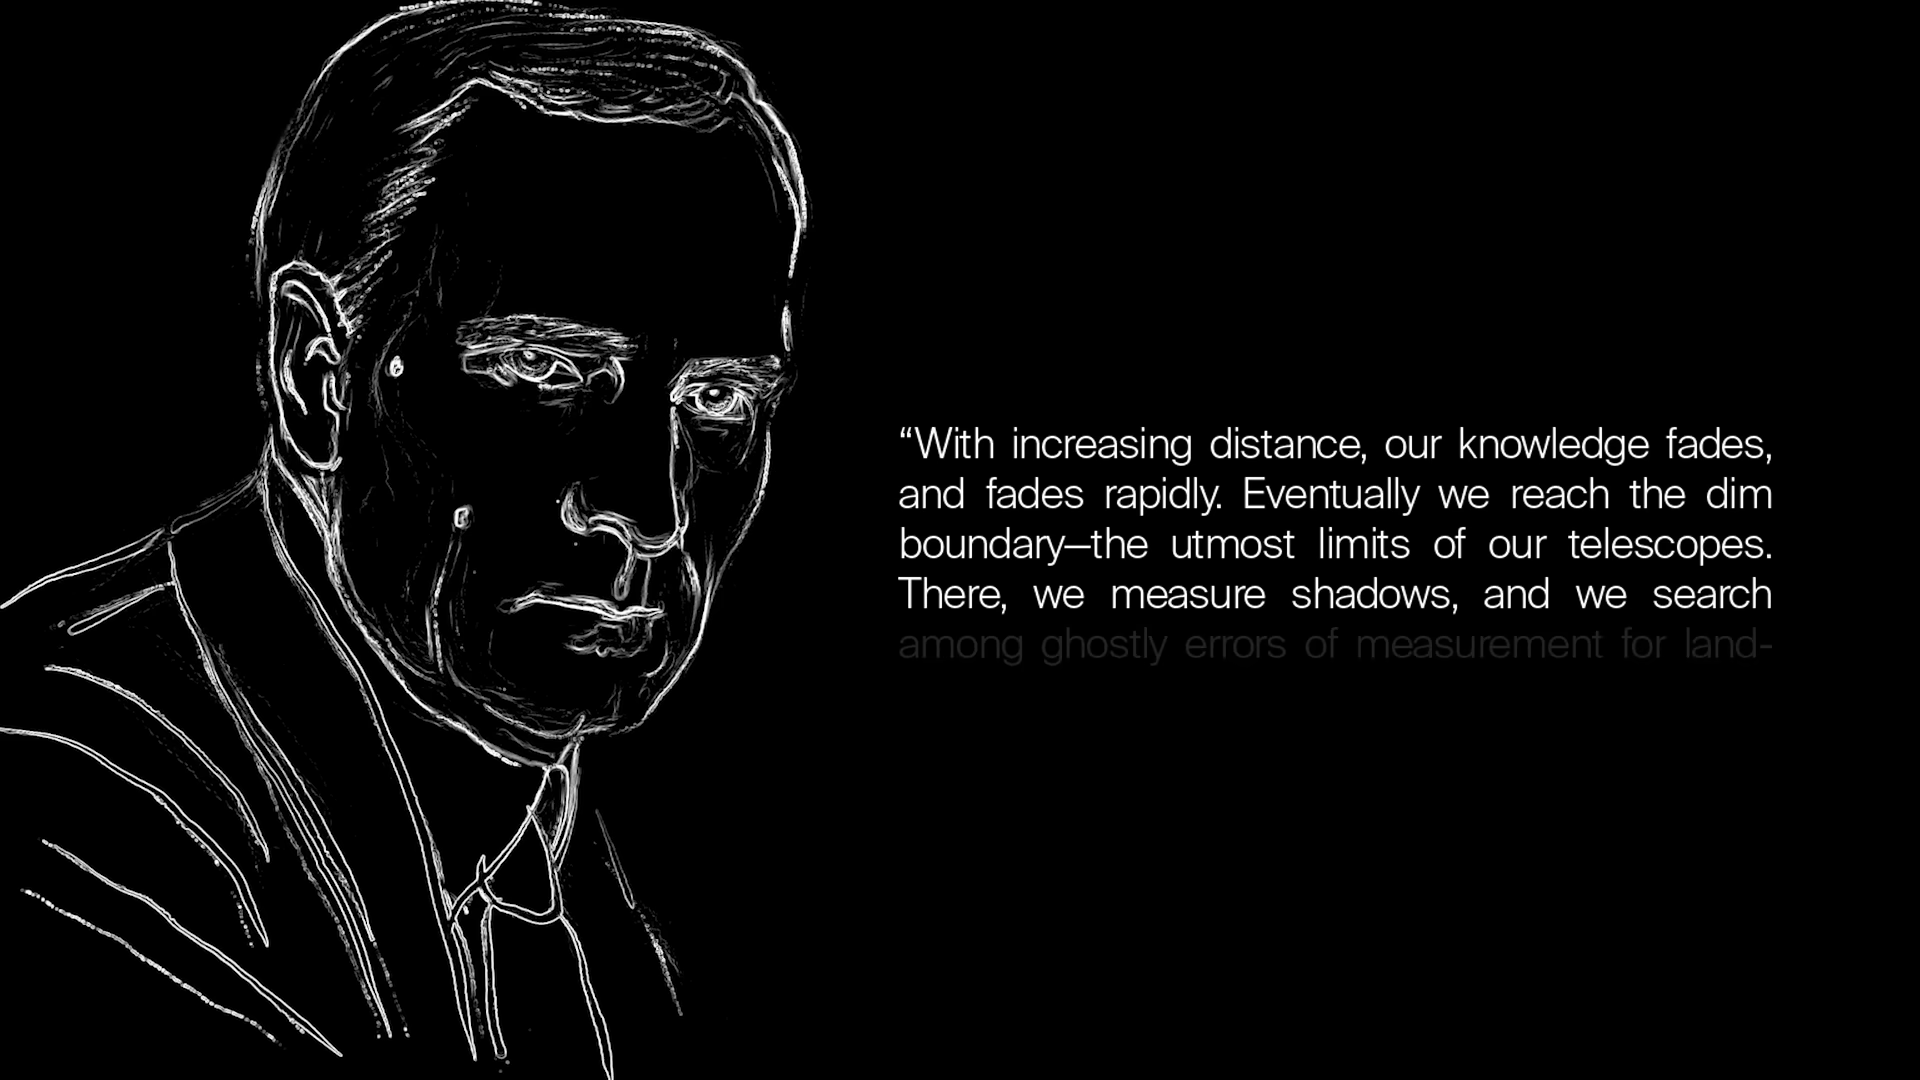 “With increasing distance, our knowledge fades,
and fades rapidly. Eventually we reach the dim
boundary—the utmost limits of our telescopes.
There, we measure shadows, and we search
among ghostly errors of measurement for land-